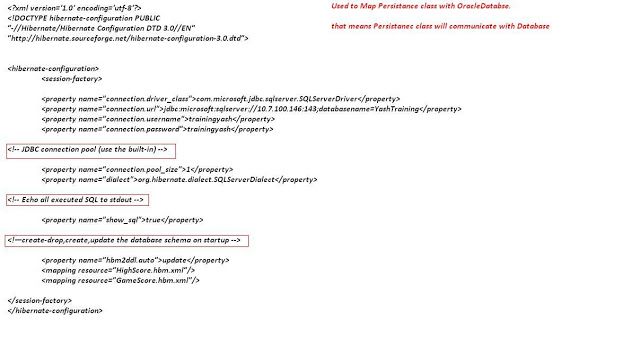 <?xml version='1.0' encoding='utf-8'?>
<!DOCTYPE hibernate-configuration PUBLIC
"-//Hibernate/Hibernate Configuration DTD 3.0//EN"
"http://hibernate.sourceforge.net/hibernate-configuration-3.0.dtd">
Used to Map Persistance class with OracleDatabse.
that means Persistanec class will communicate with Database
<hibernate-configuration>
<session-factory>
<property name="connection.driver_class">com.microsoft.jdbc.sqlserver.SQLServerDriver</property>
<property name="connection.url">jdbc:microsoft:sqlserver://10.7.100.146:143;databasename=YashTraining</property>
<property name="connection.username">trainingyash</property>
<property name="connection.password">trainingyash</property>
<!-- JDBC connection pool (use the built-in) -->
<property name="connection.pool_size">1</property>
<property name="dialect">org.hibernate.dialect.SQLServerDialect</property>
<!-- Echo all executed SQL to stdout -->
<property name="show_sql">true</property>
<!—create-drop,create,update the database schema on startup -->
<property name="hbm2ddl.auto">update</property>
<mapping resource="HighScore.hbm.xml"/>
<mapping resource="GameScore.hbm.xml"/>
</session-factory>
</hibernate-configuration>